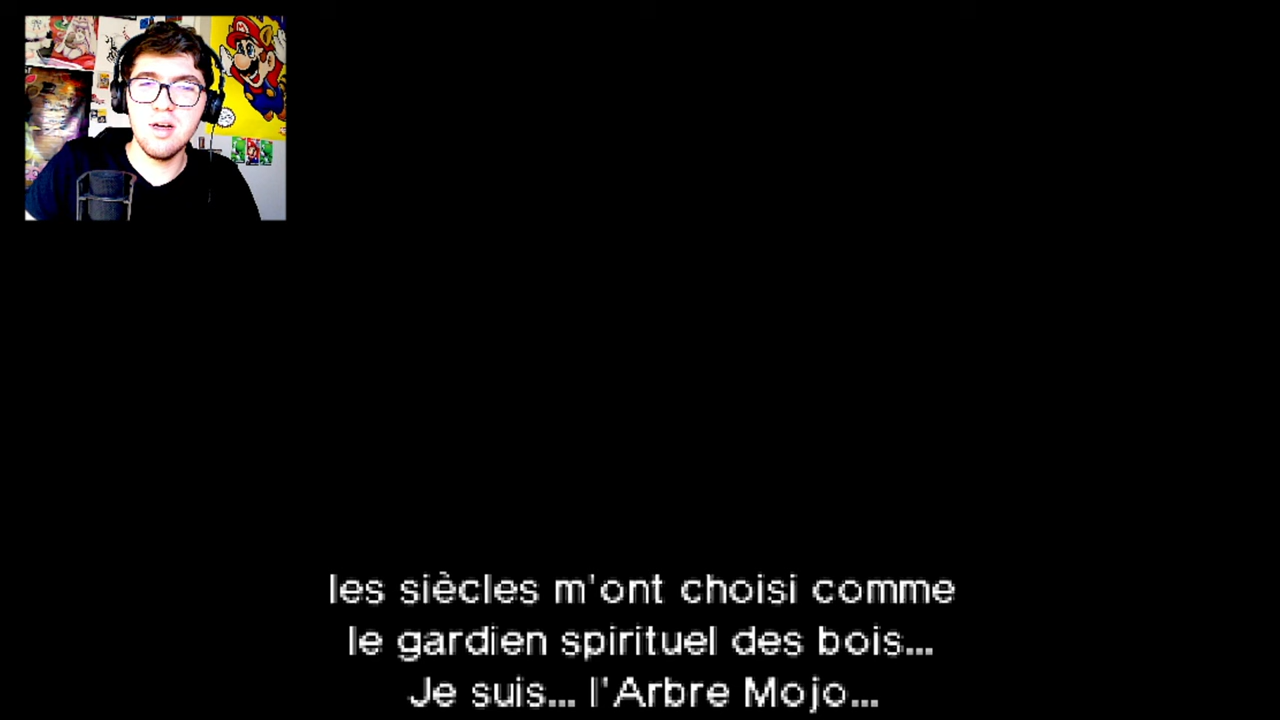 les siècles m'ont choisi comme
le gardien spirituel des bois...
Je suis... l'Arbre Mojo...